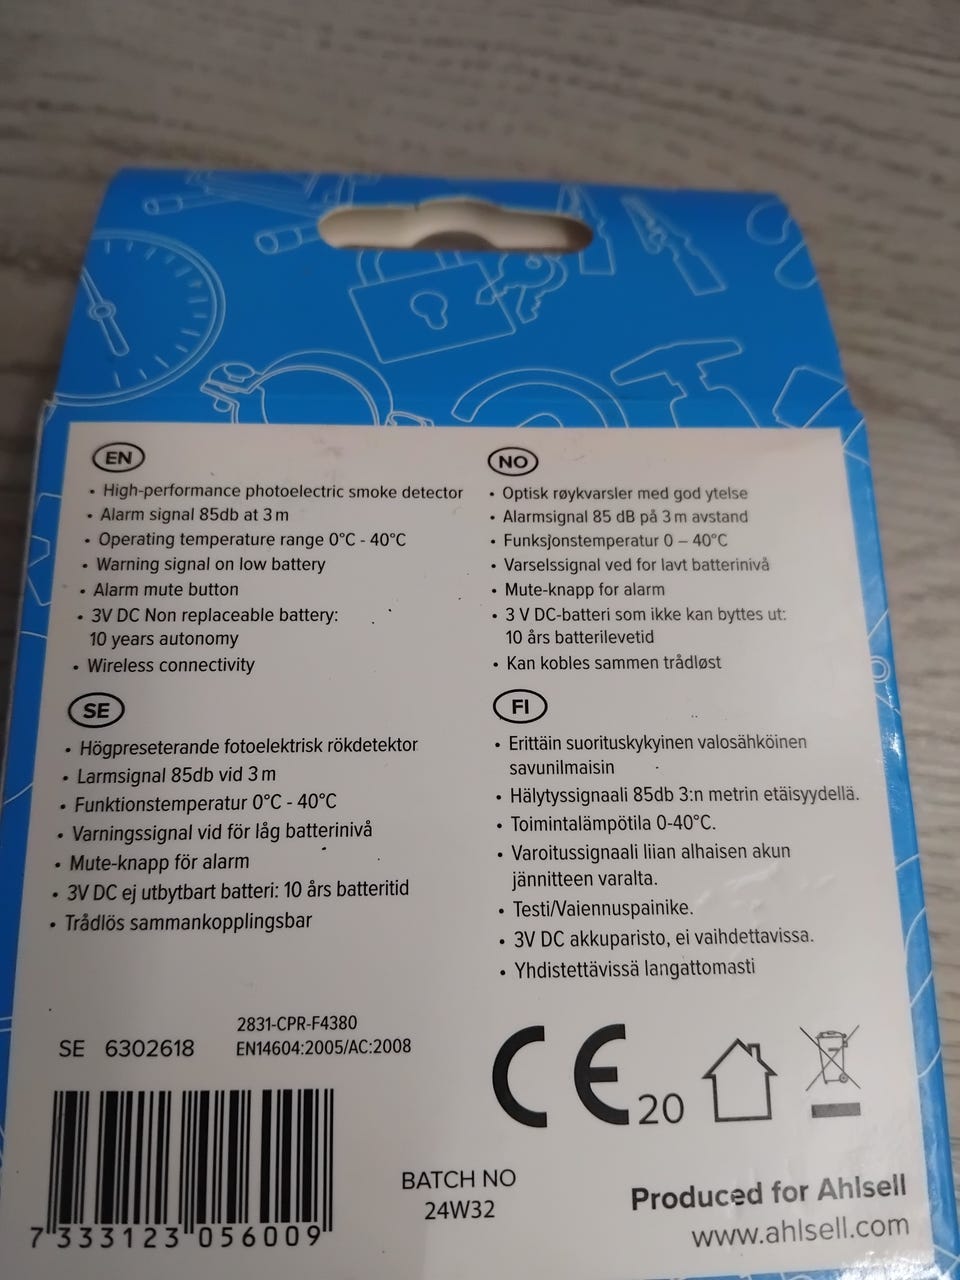 EN
• High-performance photoelectric smoke detector
• Alarm signal 85db at 3 m
• Operating temperature range 0°C - 40°C
• Warning signal on low battery
• Alarm mute button
• 3V DC Non replaceable battery:
10 years autonomy
• Wireless connectivity
NO
• Optisk røykvarsler med god ytelse
• Alarmsignal 85 dB på 3 m avstand
• Funksjonstemperatur 0 – 40°C
• Varselssignal ved for lavt batterinivå
• Mute-knapp for alarm
• 3 V DC-batteri som ikke kan byttes ut:
10 års batterilevetid
• Kan kobles sammen trådløst
SE
• Högpreseterande fotoelektrisk rökdetektor
• Larmsignal 85db vid 3 m
• Funktionstemperatur 0°C - 40°C
• Varningssignal vid för låg batterinivå
• Mute-knapp för alarm
• 3V DC ej utbytbart batteri: 10 års batteritid
• Trådlös sammankopplingsbar
FI
• Erittäin suorituskykyinen valosähköinen
savunilmaisin
• Hälytyssignaali 85db 3:n metrin etäisyydellä.
• Toimintalämpötila 0-40°C.
• Varoitussignaali liian alhaisen akun
jännitteen varalta.
• Testi/Vaiennuspainike.
• 3V DC akkuparisto, ei vaihdettavissa.
• Yhdistettävissä langattomasti
2831-CPR-F4380
SE 6302618 EN14604:2005/AC:2008
CE 20
7 333123 056009
BATCH NO
24W32
Produced for Ahlsell
www.ahlsell.com